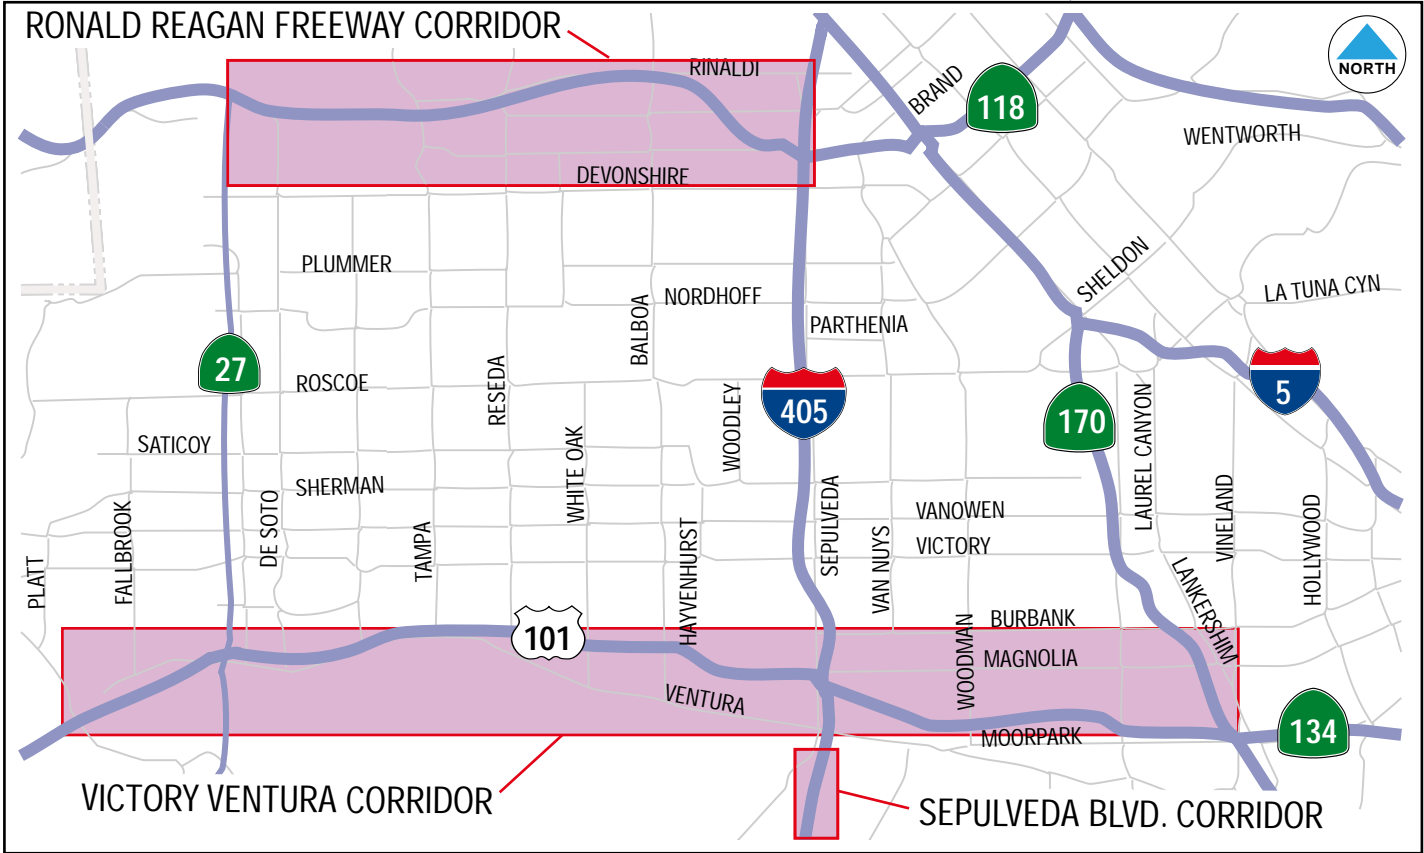 RONALD REAGAN FREEWAY CORRIDOR
RINALDI
NORTH
BRAND
118
WENTWORTH
DEVONSHIRE
PLUMMER
SHELDON
LA TUNA CYN
NORDHOFF
PARTHENIA
BALBOA
27
ROSCOE
RESEDA
WOODLEY
405
170
LAUREL CANYON
5
SATICOY
WHITE OAK
SHERMAN
DE SOTO
FALLBROOK
PLATT
TAMPA
HAYVENHURST
SEPULVEDA
VAN NUYS
VANOWEN
VICTORY
VINELAND
HOLLYWOOD
LANKERSHIM
101
BURBANK
WOODMAN
MAGNOLIA
VENTURA
MOORPARK
134
VICTORY VENTURA CORRIDOR
SEPULVEDA BLVD. CORRIDOR